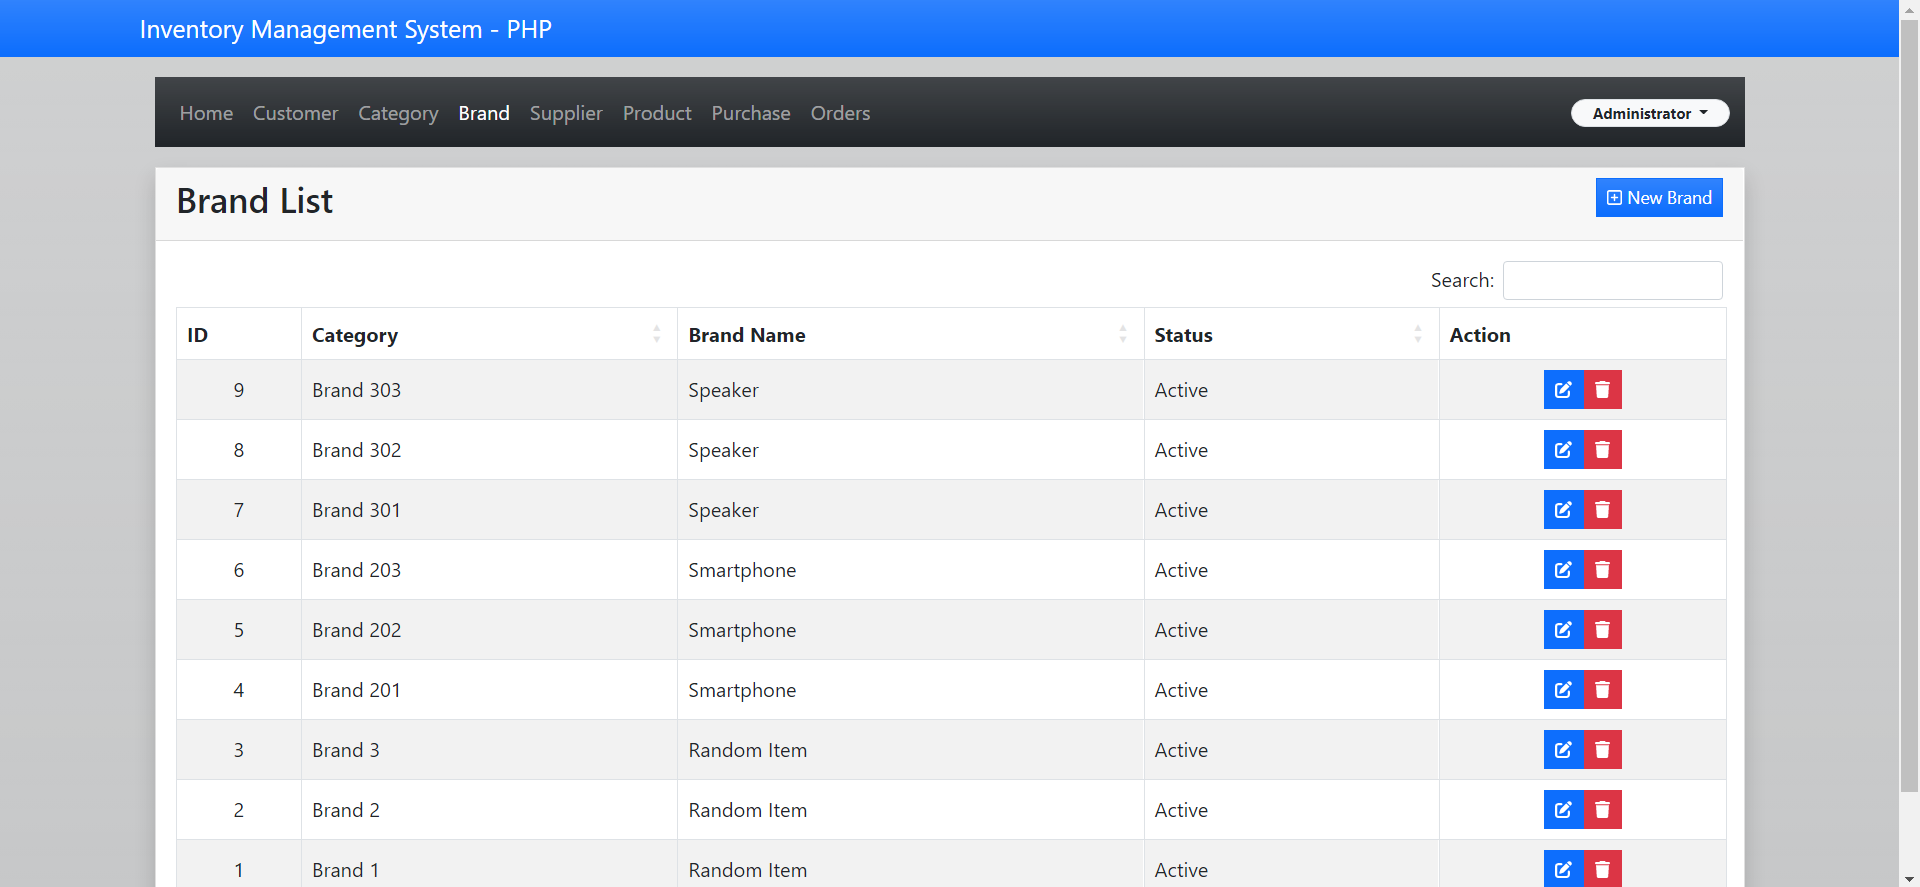 Inventory Management System - PHP
Home Customer Category Brand Supplier Product Purchase Orders Administrator
Brand List New Brand
Search:
ID Category Brand Name Status Action
9 Brand 303 Speaker Active
8 Brand 302 Speaker Active
7 Brand 301 Speaker Active
6 Brand 203 Smartphone Active
5 Brand 202 Smartphone Active
4 Brand 201 Smartphone Active
3 Brand 3 Random Item Active
2 Brand 2 Random Item Active
1 Brand 1 Random Item Active